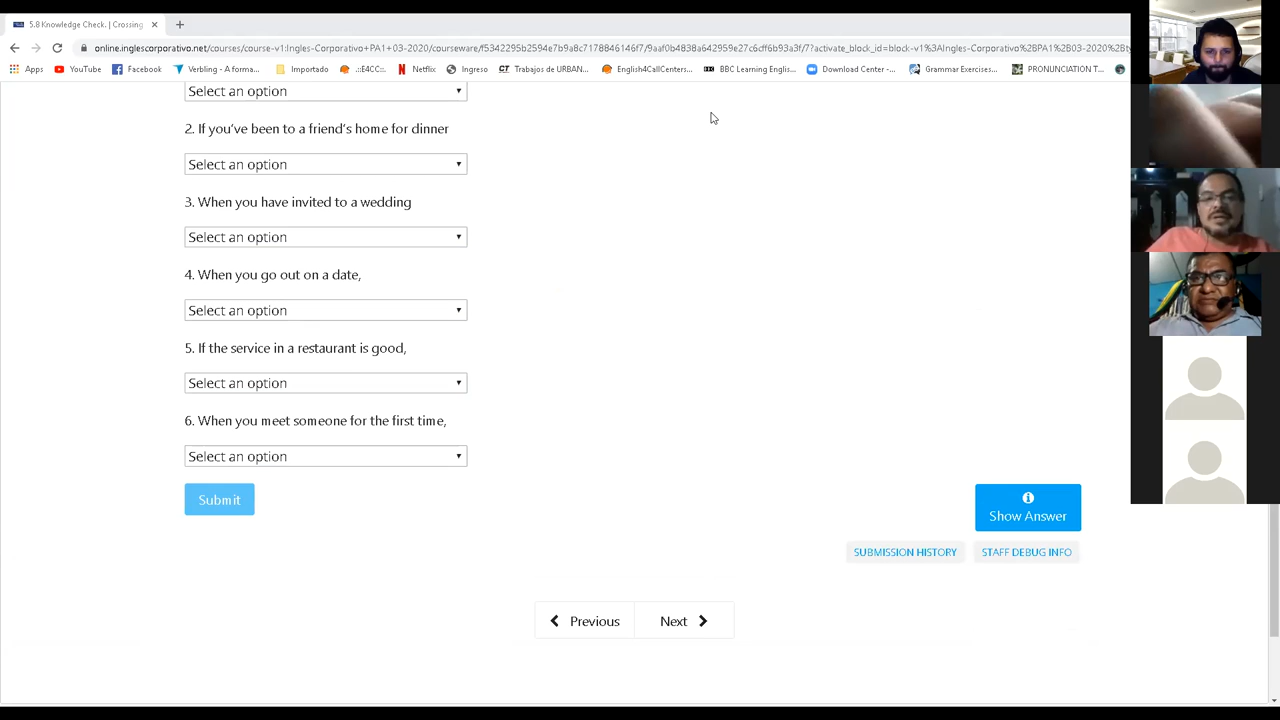 5.8 Knowledge Check. | Crossing
Apps
YouTube
Facebook
Verbling - A forma...
Importado
IE4CC...
Netflix
Ingreso
Trabajos en URBAN...
English4CallCenters...
BBC Learning Englis...
Download Center -...
Grammar Exercises...
PRONUNCIATION T...
Select an option
2. If you've been to a friend's home for dinner
Select an option
3. When you have invited to a wedding
Select an option
4. When you go out on a date,
Select an option
5. If the service in a restaurant is good,
Select an option
6. When you meet someone for the first time,
Select an option
Submit
Show Answer
SUBMISSION HISTORY
STAFF DEBUG INFO
Previous
Next